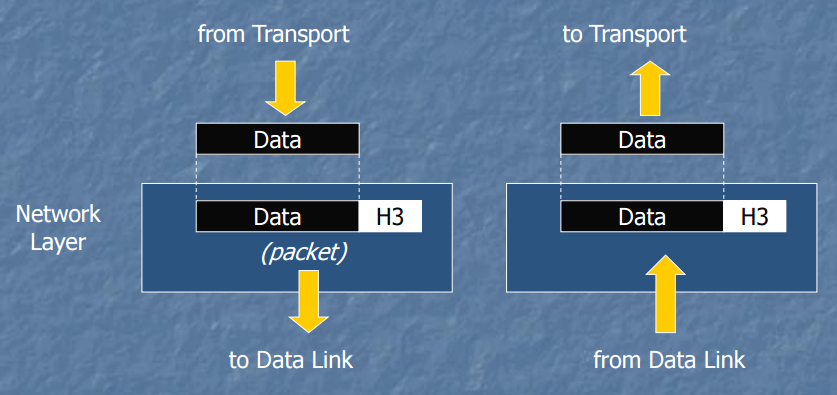 from Transport
to Transport
Data
Data
Network
Layer
Data H3
Data H3
(packet)
to Data Link
from Data Link